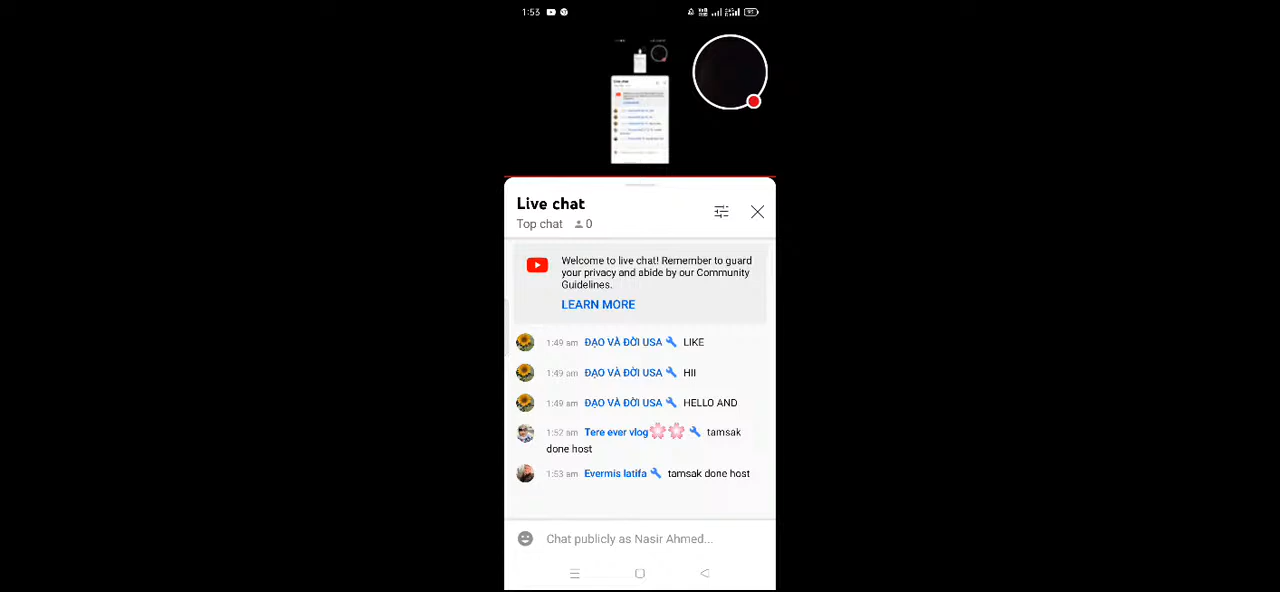 1:53
Live chat
Top chat 0
Welcome to live chat! Remember to guard
your privacy and abide by our Community
Guidelines.
LEARN MORE
1:49 am ĐẠO VÀ ĐỜI USA LIKE
1:49 am ĐẠO VÀ ĐỜI USA HII
1:49 am ĐẠO VÀ ĐỜI USA HELLO AND
1:52 am Tere ever vlog🌸🌸 tamsak
done host
1:53 am Evermis latifa tamsak done host
Chat publicly as Nasir Ahmed...